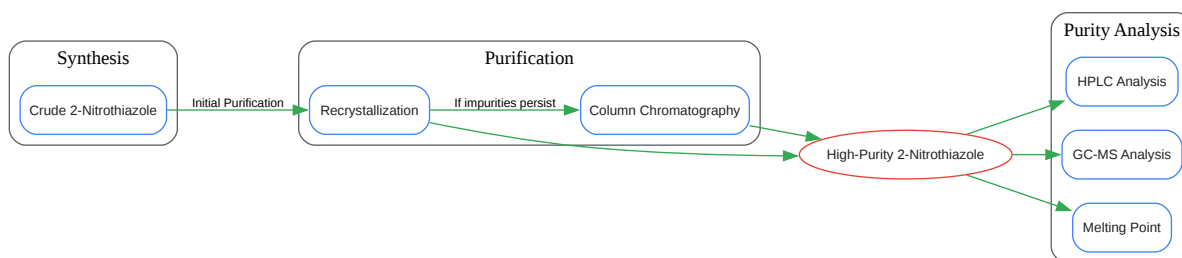 Synthesis
Crude 2-Nitrothiazole
Initial Purification
Purification
Recrystallization
If impurities persist
Column Chromatography
High-Purity 2-Nitrothiazole
Purity Analysis
HPLC Analysis
GC-MS Analysis
Melting Point